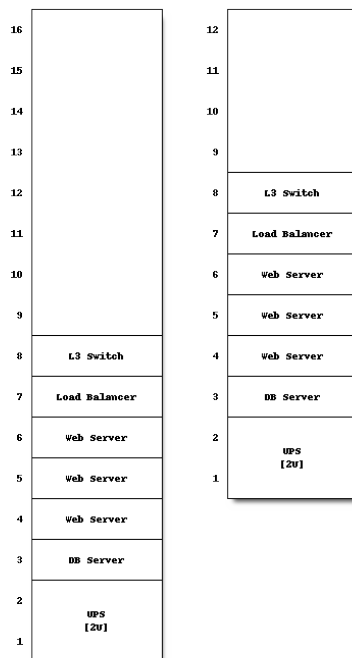 16
15
14
13
12
11
10
9
8 L3 Switch
7 Load Balancer
6 Web Server
5 Web Server
4 Web Server
3 DB Server
2
UPS
[2U]
1
12
11
10
9
8 L3 Switch
7 Load Balancer
6 Web Server
5 Web Server
4 Web Server
3 DB Server
2
UPS
[2U]
1